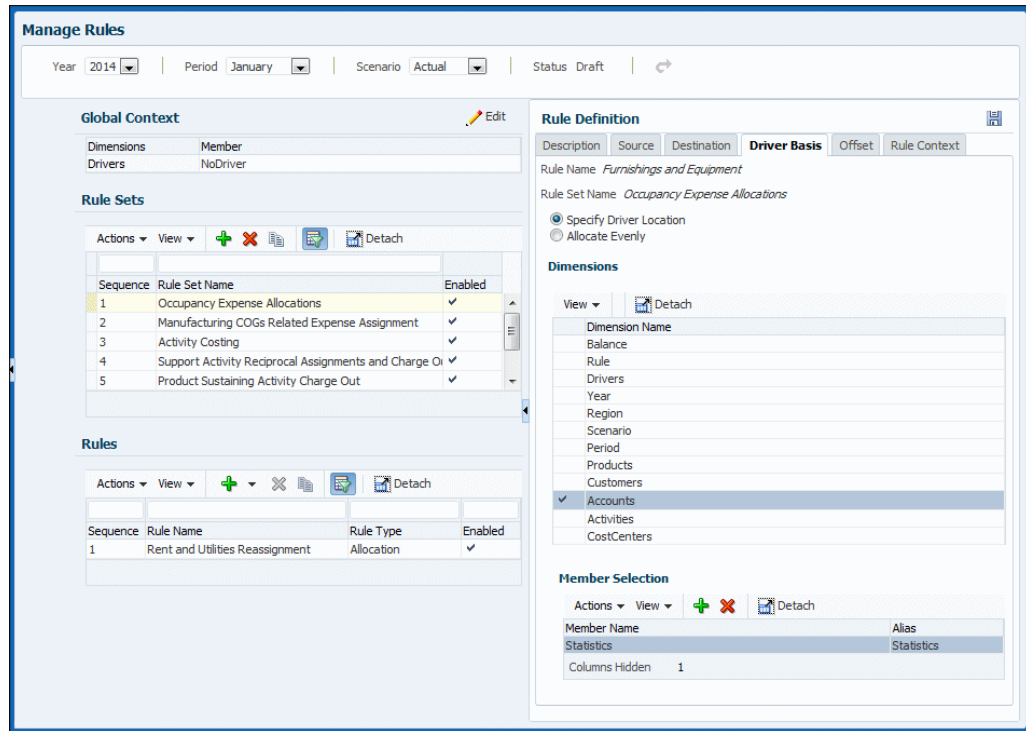 Manage Rules
Year 2014 Period January Scenario Actual Status Draft
Global Context Edit
Dimensions Member
Drivers NoDriver
Rule Sets
Actions View Detach
Sequence Rule Set Name Enabled
1 Occupancy Expense Allocations
2 Manufacturing COGs Related Expense Assignment
3 Activity Costing
4 Support Activity Reciprocal Assignments and Charge
5 Product Sustaining Activity Charge Out
Rules
Actions View Detach
Sequence Rule Name Rule Type Enabled
1 Rent and Utilities Reassignment Allocation
Rule Definition
Description Source Destination Driver Basis Offset Rule Context
Rule Name Furnishings and Equipment
Rule Set Name Occupancy Expense Allocations
Specify Driver Location
Allocate Evenly
Dimensions
View Detach
Dimension Name
Balance
Rule
Drivers
Year
Region
Scenario
Period
Products
Customers
Accounts
Activities
CostCenters
Member Selection
Actions View Detach
Member Name Alias
Statistics Statistics
Columns Hidden 1